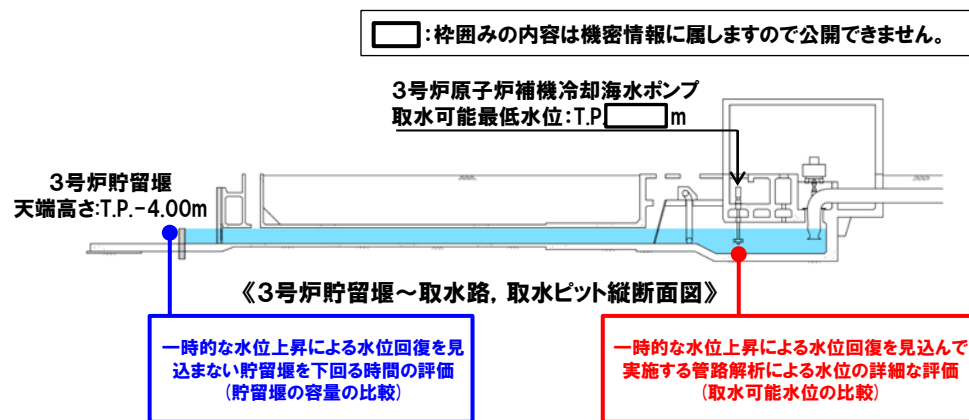 ：枠囲みの内容は機密情報に属しますので公開できません。
３号炉原子炉補機冷却海水ポンプ
取水可能最低水位：T.P. m
３号炉貯留堰
天端高さ:T.P.-4.00m
《３号炉貯留堰～取水路，取水ピット縦断面図》
一時的な水位上昇による水位回復を見
込まない貯留堰を下回る時間の評価
(貯留堰の容量の比較)
一時的な水位上昇による水位回復を見込んで
実施する管路解析による水位の詳細な評価
(取水可能水位の比較)